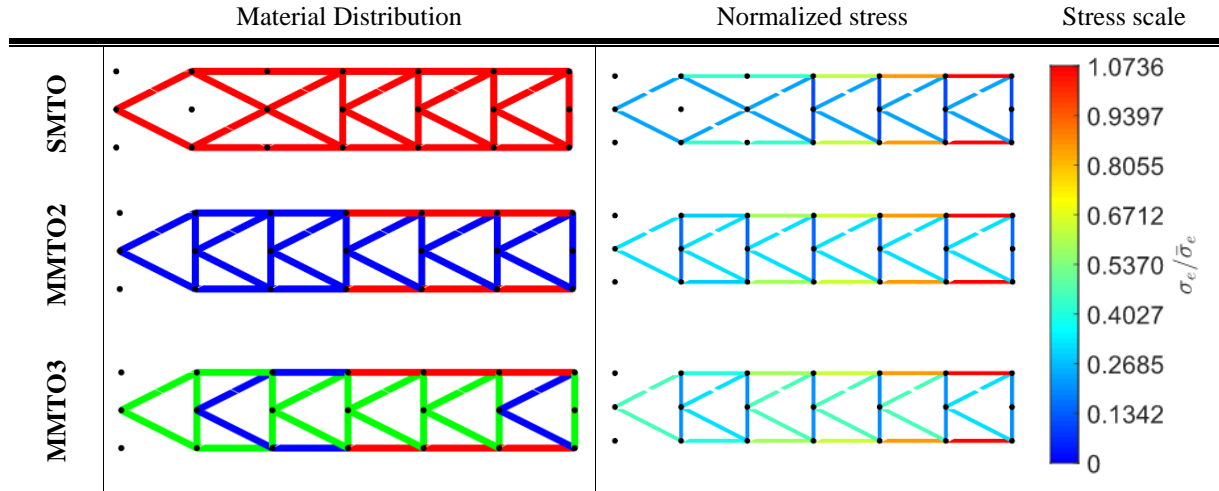 Material Distribution Normalized stress Stress scale
SMTO
MMTO2
MMTO3
1.0736
0.9397
0.8055
0.6712
0.5370
0.4027
0.2685
0.1342
0
σe/σ̄e